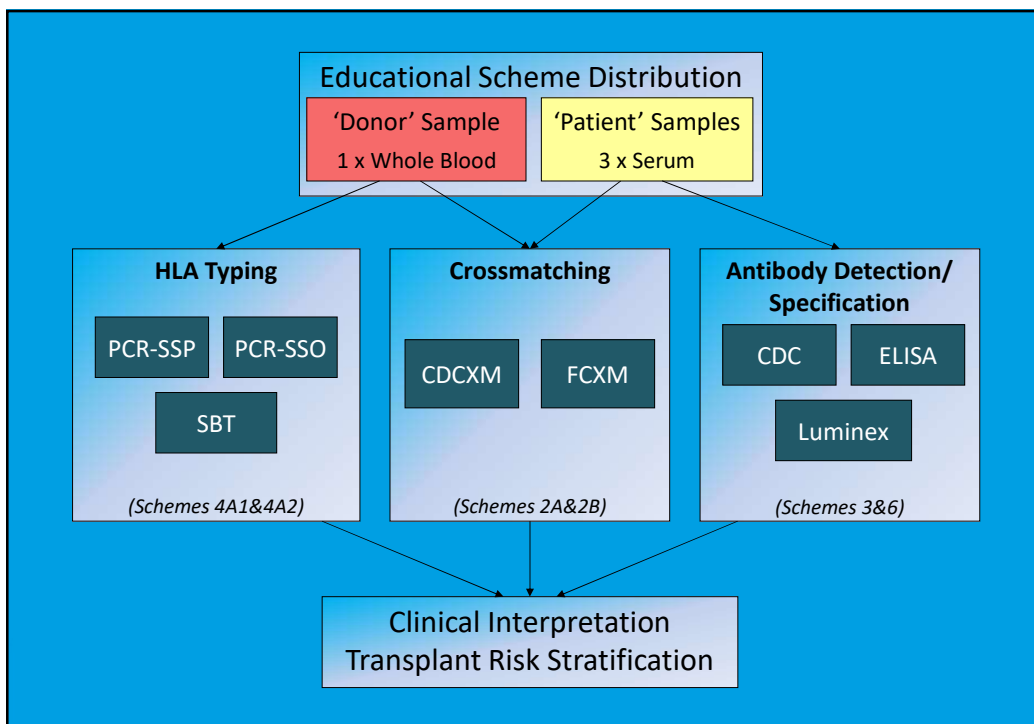 Educational Scheme Distribution
‘Donor’ Sample
1 x Whole Blood
‘Patient’ Samples
3 x Serum
HLA Typing
PCR-SSP
PCR-SSO
SBT
(Schemes 4A1&4A2)
Crossmatching
CDCXM
FCXM
(Schemes 2A&2B)
Antibody Detection/
Specification
CDC
ELISA
Luminex
(Schemes 3&6)
Clinical Interpretation
Transplant Risk Stratification